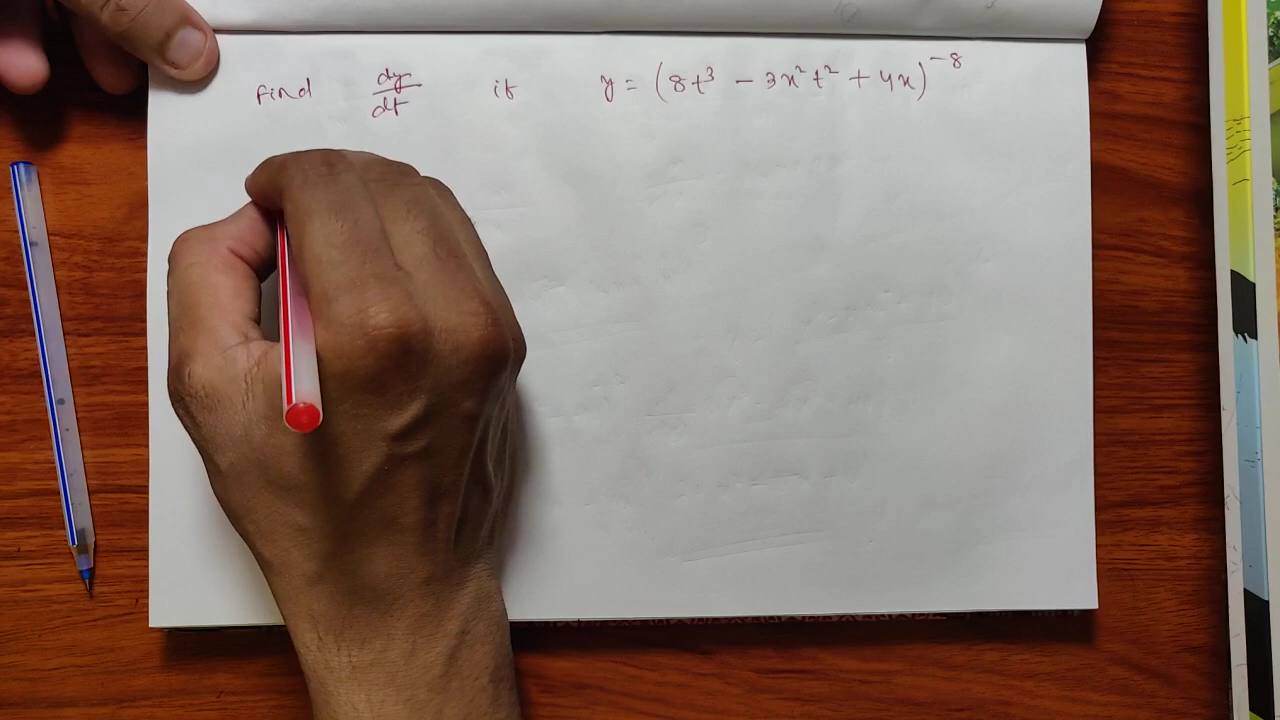 Find dy/dt if y = (8t³ - 3x²t² + 4x)⁻⁸